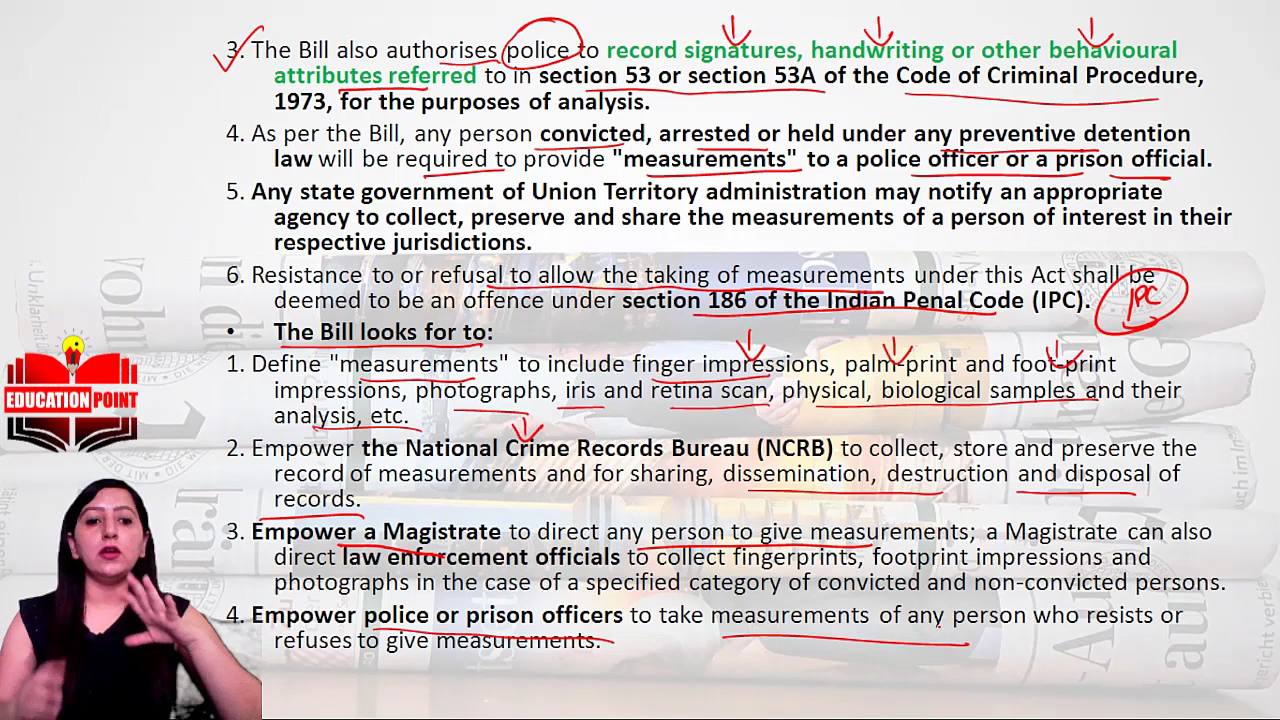 3. The Bill also authorises police to record signatures, handwriting or other behavioural
attributes referred to in section 53 or section 53A of the Code of Criminal Procedure,
1973, for the purposes of analysis.
4. As per the Bill, any person convicted, arrested or held under any preventive detention
law will be required to provide "measurements" to a police officer or a prison official.
5. Any state government of Union Territory administration may notify an appropriate
agency to collect, preserve and share the measurements of a person of interest in their
respective jurisdictions.
6. Resistance to or refusal to allow the taking of measurements under this Act shall be
deemed to be an offence under section 186 of the Indian Penal Code (IPC).
IPC
• The Bill looks for to:
1. Define "measurements" to include finger impressions, palm-print and foot-print
impressions, photographs, iris and retina scan, physical, biological samples and their
analysis, etc.
EDUCATION POINT
2. Empower the National Crime Records Bureau (NCRB) to collect, store and preserve the
record of measurements and for sharing, dissemination, destruction and disposal of
records.
3. Empower a Magistrate to direct any person to give measurements; a Magistrate can also
direct law enforcement officials to collect fingerprints, footprint impressions and
photographs in the case of a specified category of convicted and non-convicted persons.
4. Empower police or prison officers to take measurements of any person who resists or
refuses to give measurements.